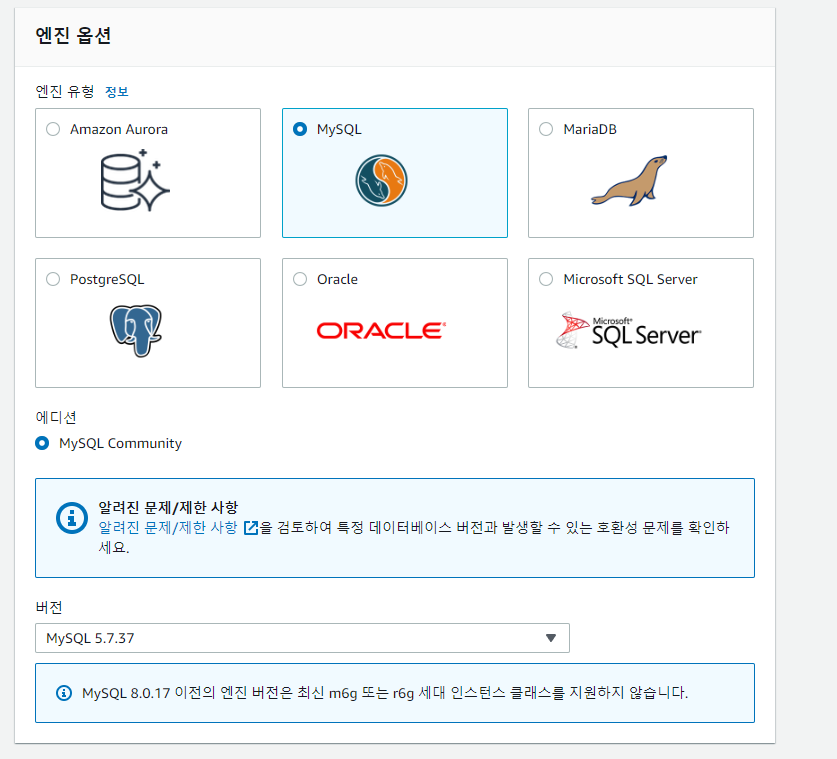 엔진 옵션
엔진 유형 정보
Amazon Aurora
MySQL
MariaDB
PostgreSQL
Oracle
ORACLE®
Microsoft SQL Server
Microsoft®
SQL Server®
에디션
MySQL Community
알려진 문제/제한 사항
알려진 문제/제한 사항 을 검토하여 특정 데이터베이스 버전과 발생할 수 있는 호환성 문제를 확인하
세요.
버전
MySQL 5.7.37
MySQL 8.0.17 이전의 엔진 버전은 최신 m6g 또는 r6g 세대 인스턴스 클래스를 지원하지 않습니다.